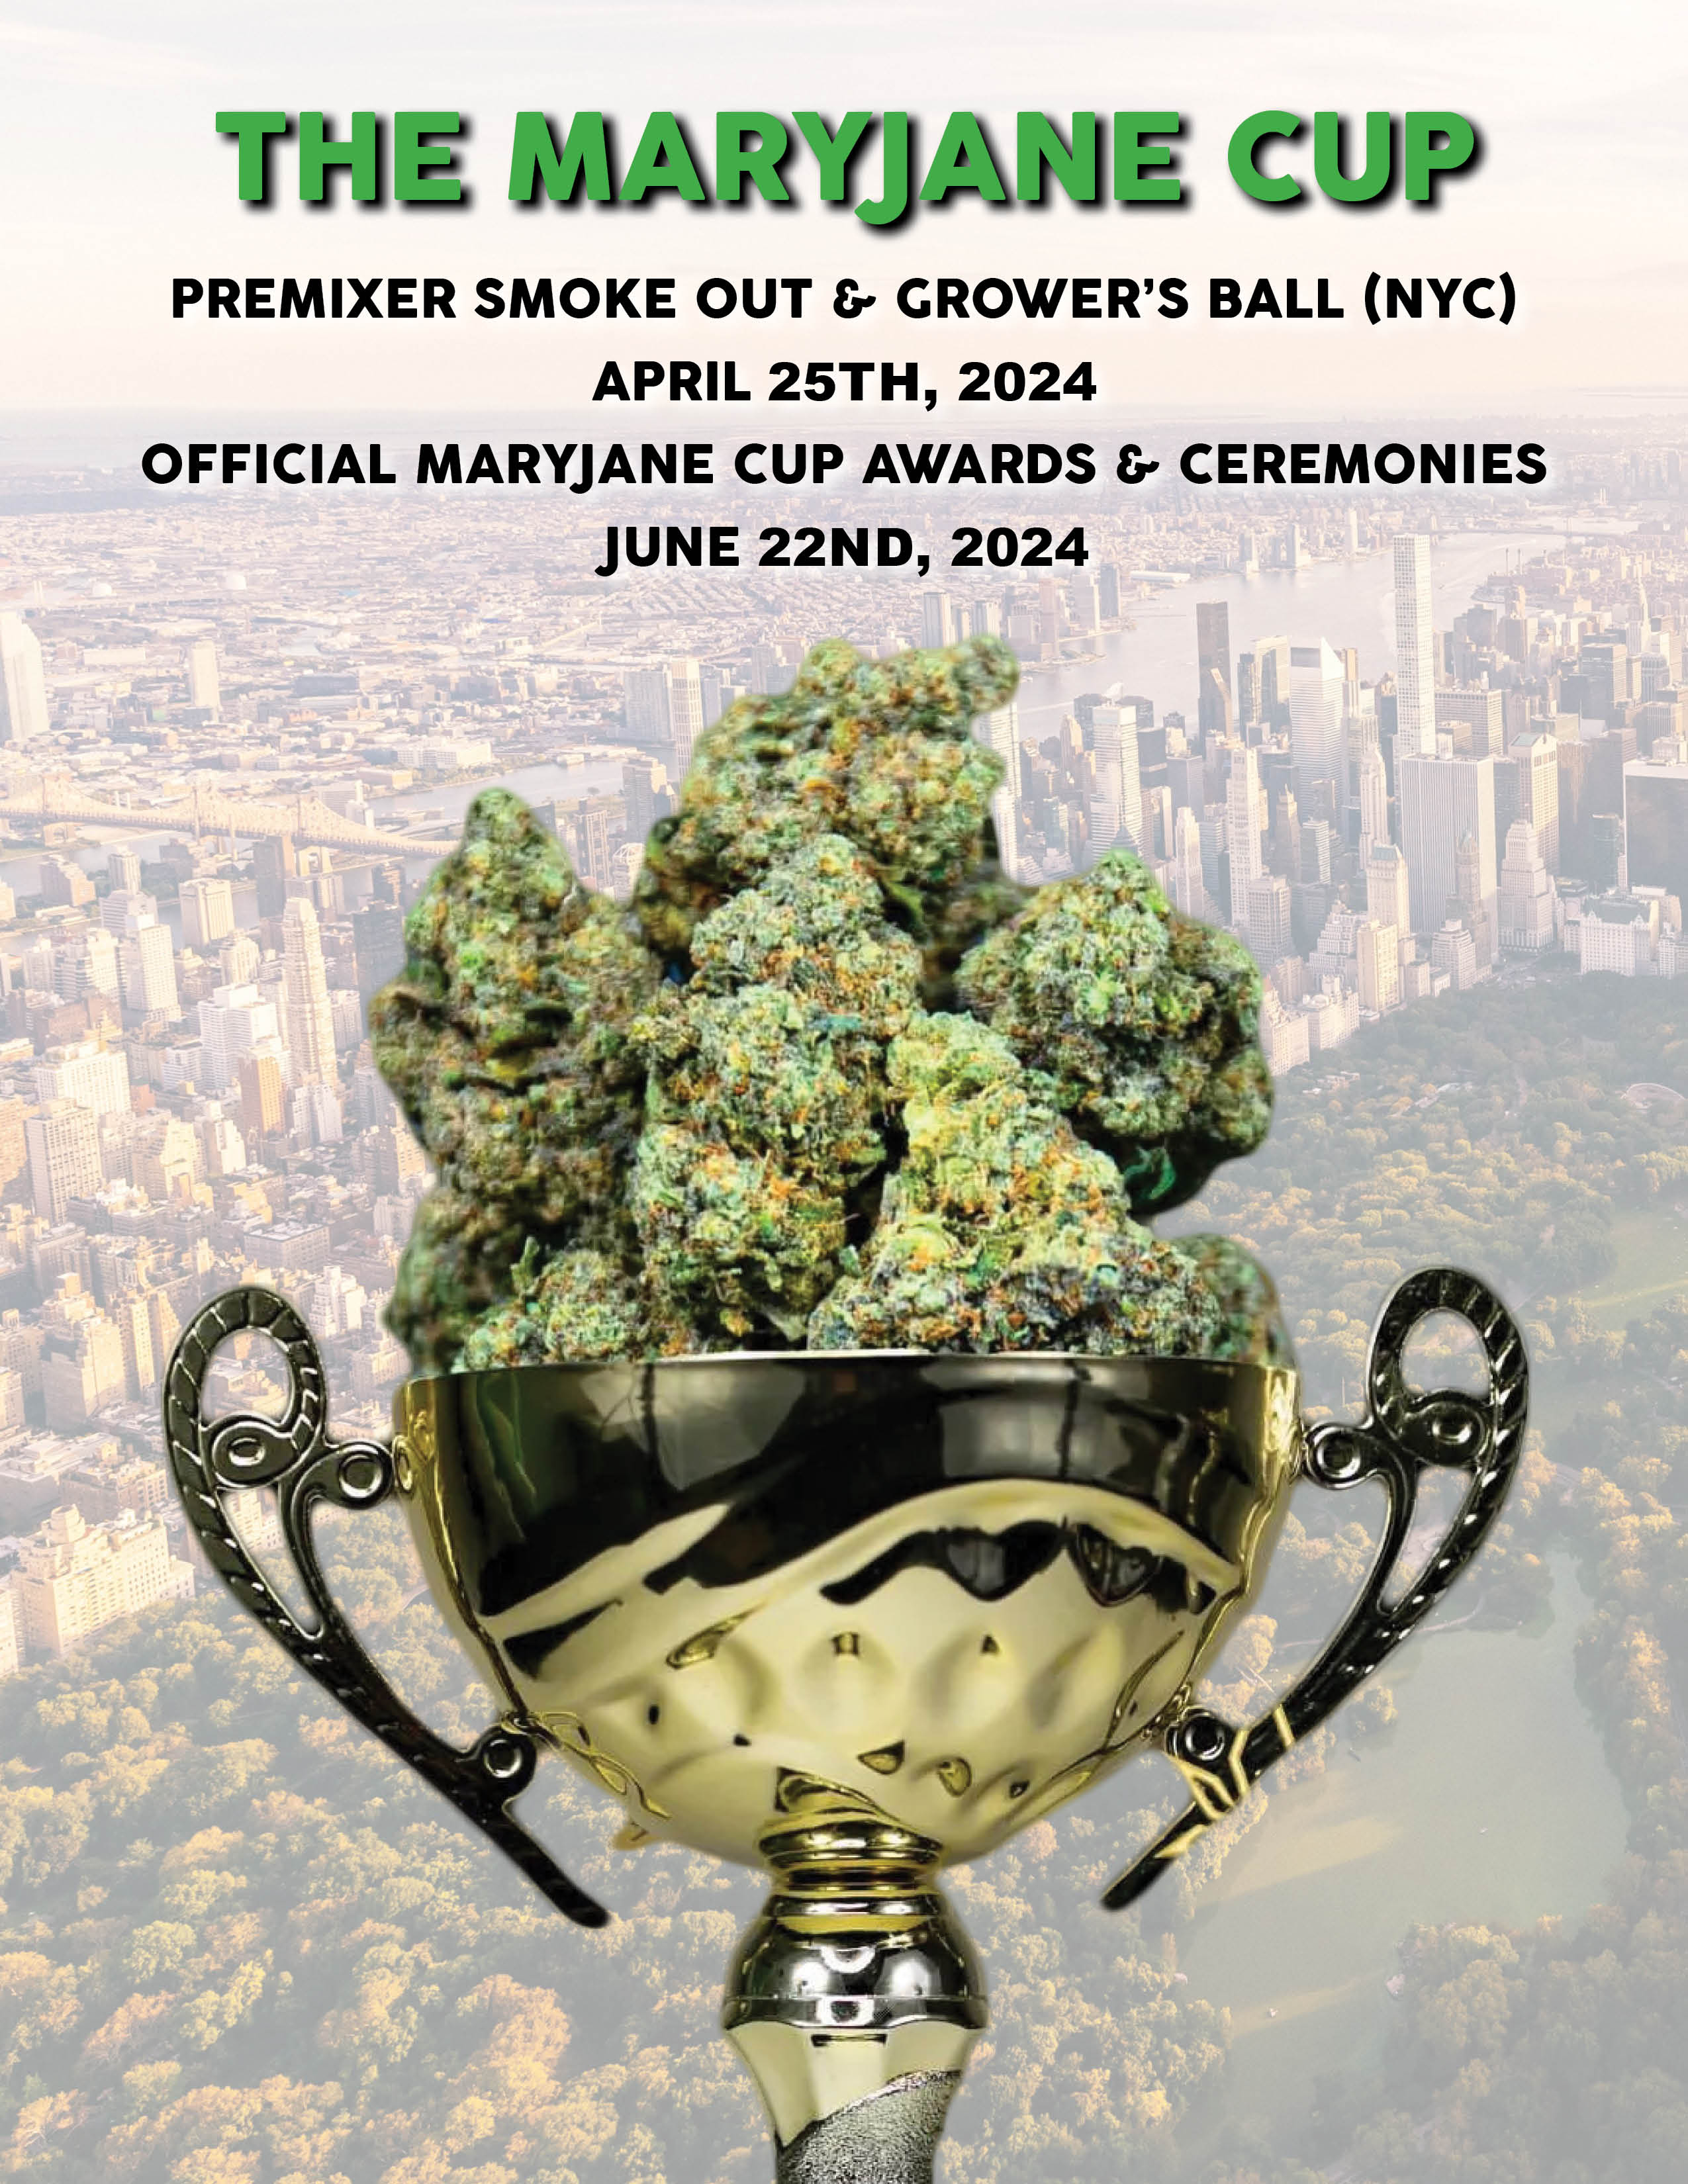 THE MARYJANE CUP
PREMIXER SMOKE OUT & GROWER'S BALL (NYC)
APRIL 25TH, 2024
OFFICIAL MARYJANE CUP AWARDS & CEREMONIES
JUNE 22ND, 2024